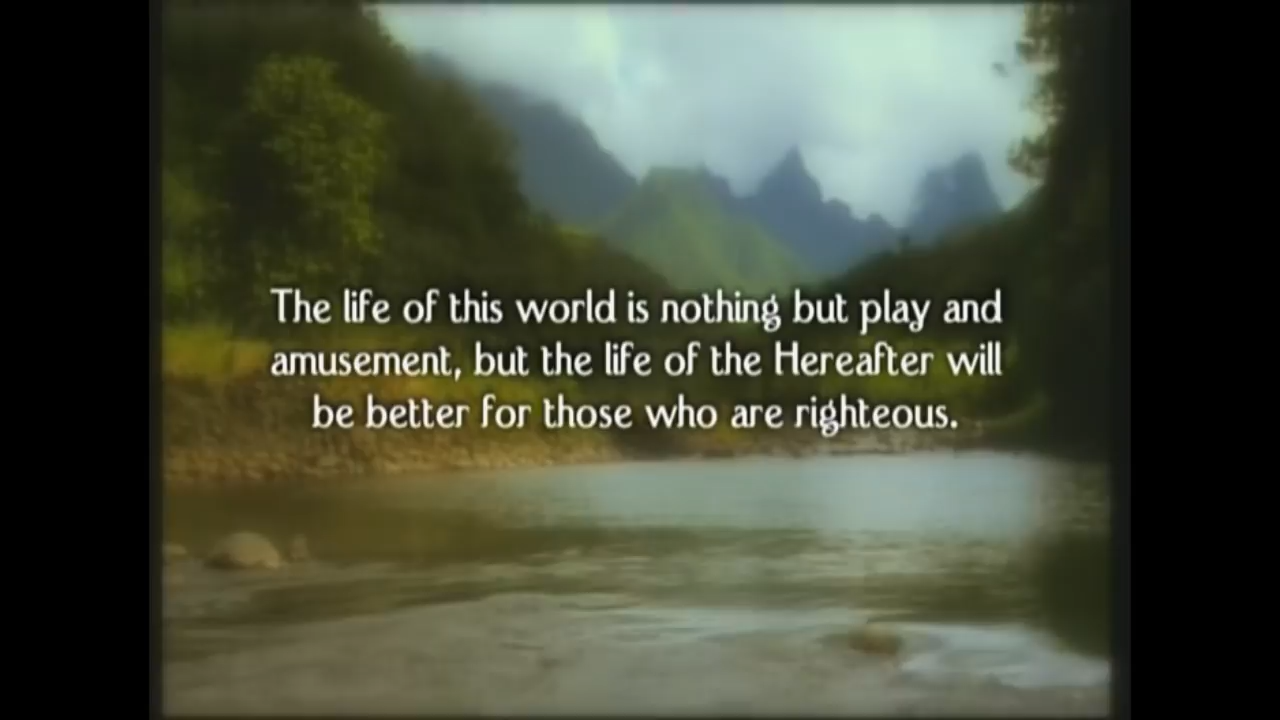 The life of this world is nothing but play and
amusement, but the life of the Hereafter will
be better for those who are righteous.